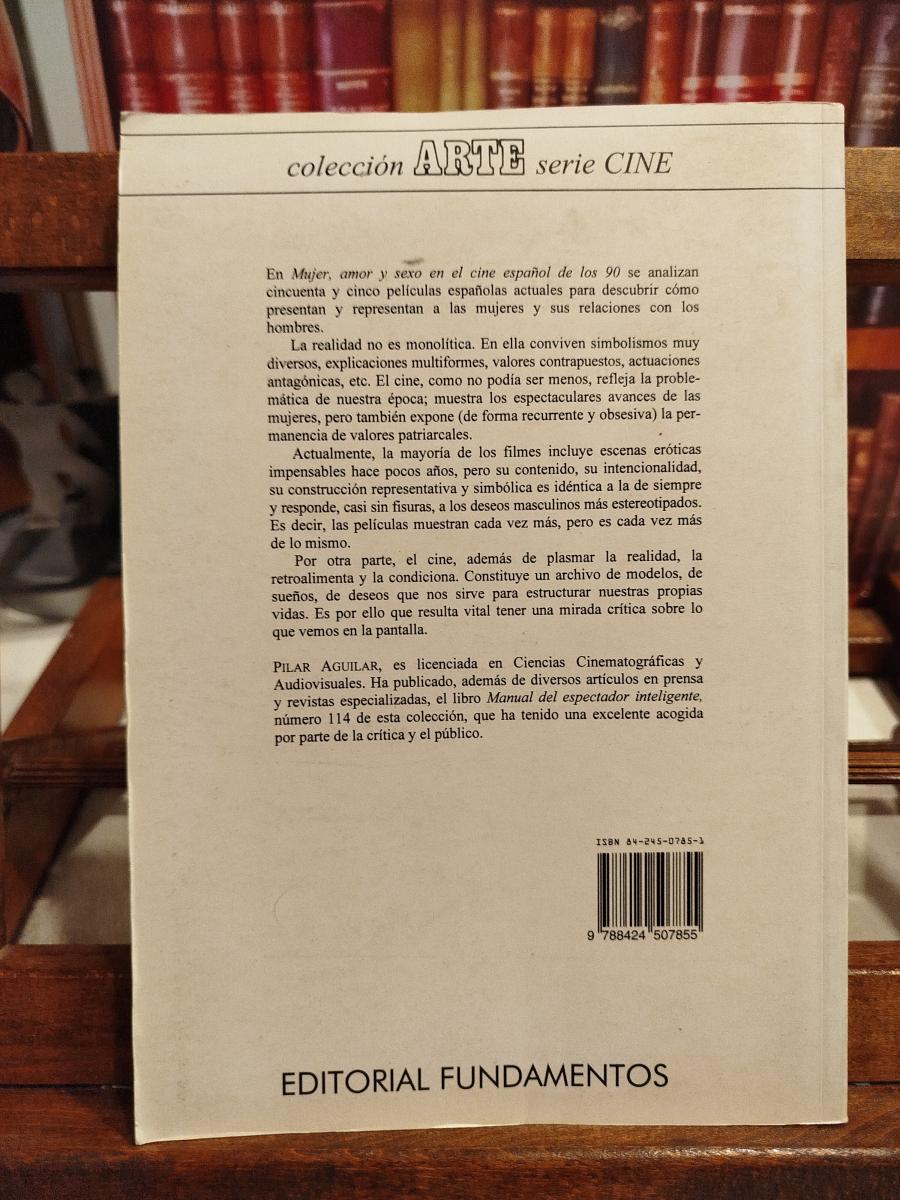 colección ARTE serie CINE
En Mujer, amor y sexo en el cine español de los 90 se analizan
cincuenta y cinco películas españolas actuales para descubrir cómo
presentan y representan a las mujeres y sus relaciones con los
hombres.
La realidad no es monolítica. En ella conviven simbolismos muy
diversos, explicaciones multiformes, valores contrapuestos, actuaciones
antagónicas, etc. El cine, como no podía ser menos, refleja la proble-
mática de nuestra época; muestra los espectaculares avances de las
mujeres, pero también expone (de forma recurrente y obsesiva) la per-
manencia de valores patriarcales.
Actualmente, la mayoría de los filmes incluye escenas eróticas
impensables hace pocos años, pero su contenido, su intencionalidad,
su construcción representativa y simbólica es idéntica a la de siempre
y responde, casi sin fisuras, a los deseos masculinos más estereotipados.
Es decir, las películas muestran cada vez más, pero es cada vez más
de lo mismo.
Por otra parte, el cine, además de plasmar la realidad, la
retroalimenta y la condiciona. Constituye un archivo de modelos, de
sueños, de deseos que nos sirve para estructurar nuestras propias
vidas. Es por ello que resulta vital tener una mirada crítica sobre lo
que vemos en la pantalla.
PILAR AGUILAR, es licenciada en Ciencias Cinematográficas y
Audiovisuales. Ha publicado, además de diversos artículos en prensa
y revistas especializadas, el libro Manual del espectador inteligente,
número 114 de esta colección, que ha tenido una excelente acogida
por parte de la crítica y el público.
ISBN 84-245-0785-1
9 788424 507855
EDITORIAL FUNDAMENTOS